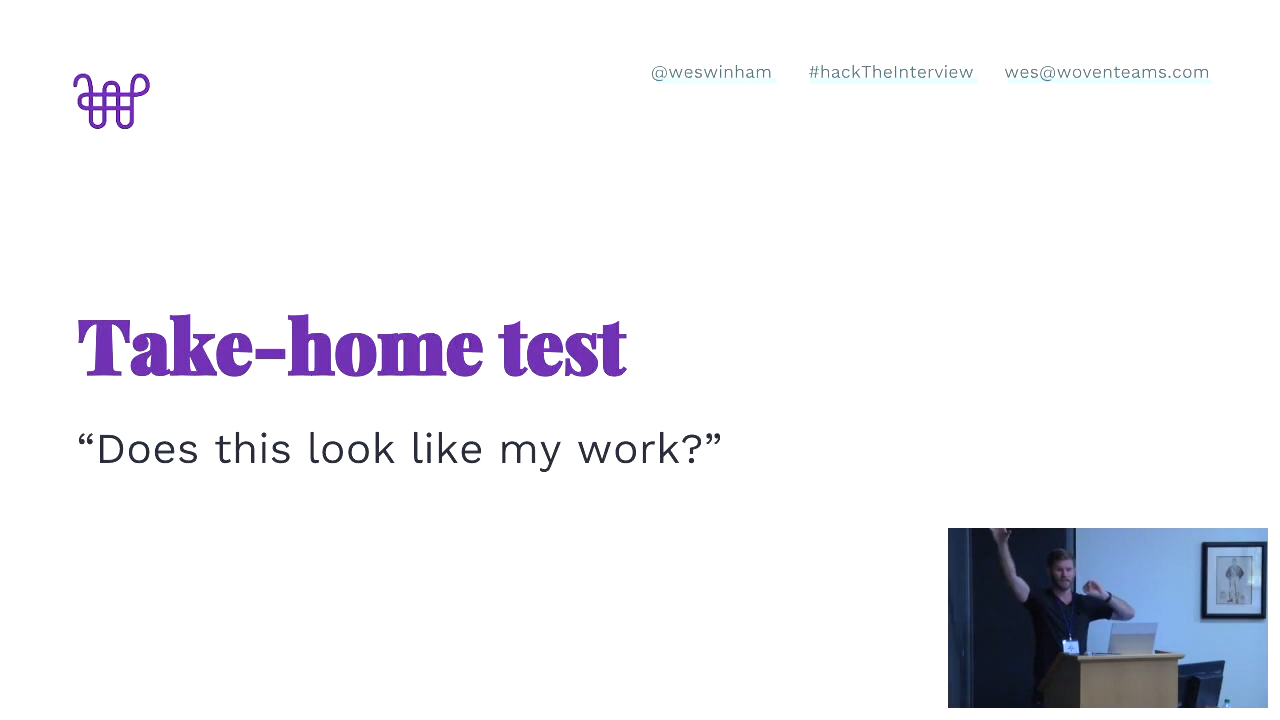 @weswinham #hackTheInterview wes@woventeams.com
Take-home test
“Does this look like my work?”